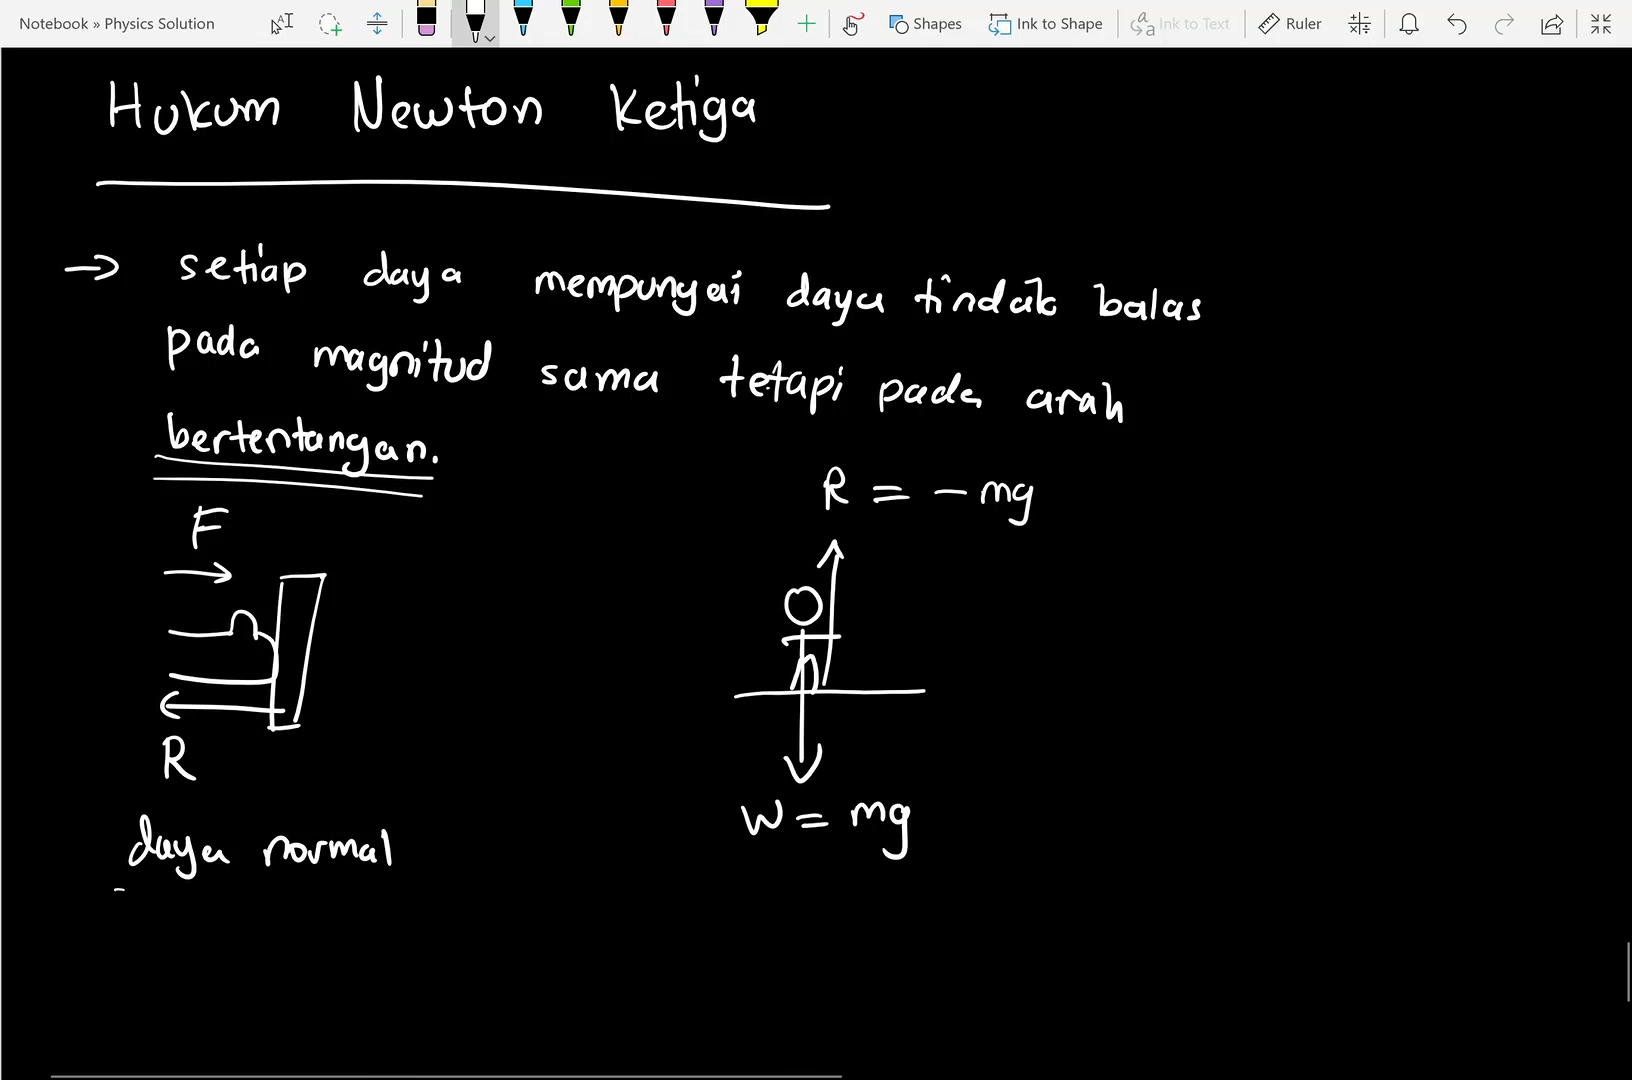 Notebook » Physics Solution
Shapes
Ink to Shape
Ink to Text
Ruler
Hukum Newton Ketiga
→ setiap daya mempunyai daya tindak balas
pada magnitud sama tetapi pada arah
bertentangan.
F
R
daya normal
R = - mg
W = mg